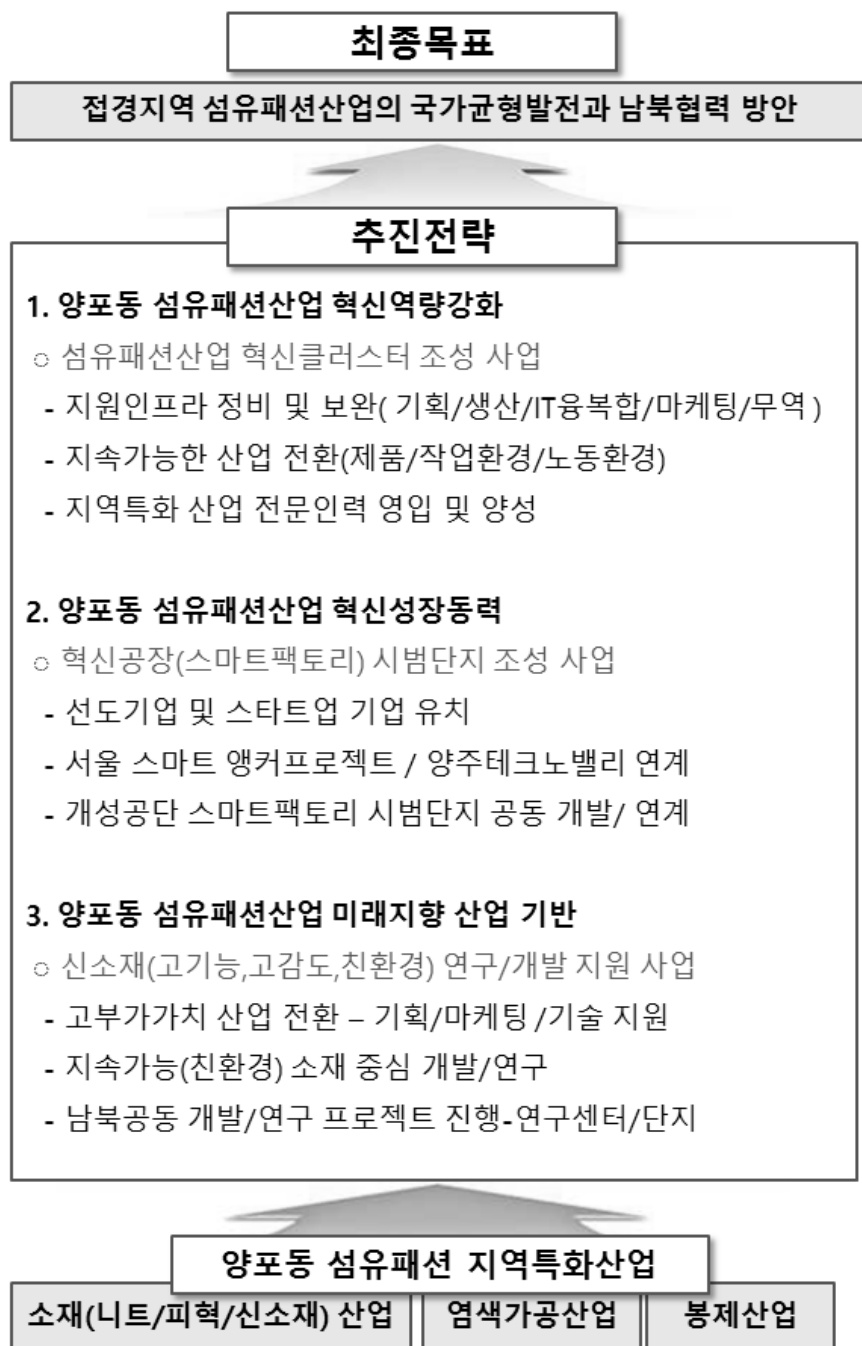 최종목표
접경지역 섬유패션산업의 국가균형발전과 남북협력 방안
추진전략
1. 양포동 섬유패션산업 혁신역량강화
○ 섬유패션산업 혁신클러스터 조성 사업
- 지원인프라 정비 및 보완( 기획/생산/IT융복합/마케팅/무역 )
- 지속가능한 산업 전환(제품/작업환경/노동환경)
- 지역특화 산업 전문인력 영입 및 양성
2. 양포동 섬유패션산업 혁신성장동력
○ 혁신공장(스마트팩토리) 시범단지 조성 사업
- 선도기업 및 스타트업 기업 유치
- 서울 스마트 앵커프로젝트 / 양주테크노밸리 연계
- 개성공단 스마트팩토리 시범단지 공동 개발/ 연계
3. 양포동 섬유패션산업 미래지향 산업 기반
○ 신소재(고기능,고감도,친환경) 연구/개발 지원 사업
- 고부가가치 산업 전환 – 기획/마케팅 /기술 지원
- 지속가능(친환경) 소재 중심 개발/연구
- 남북공동 개발/연구 프로젝트 진행-연구센터/단지
양포동 섬유패션 지역특화산업
소재(니트/피혁/신소재) 산업
염색가공산업
봉제산업